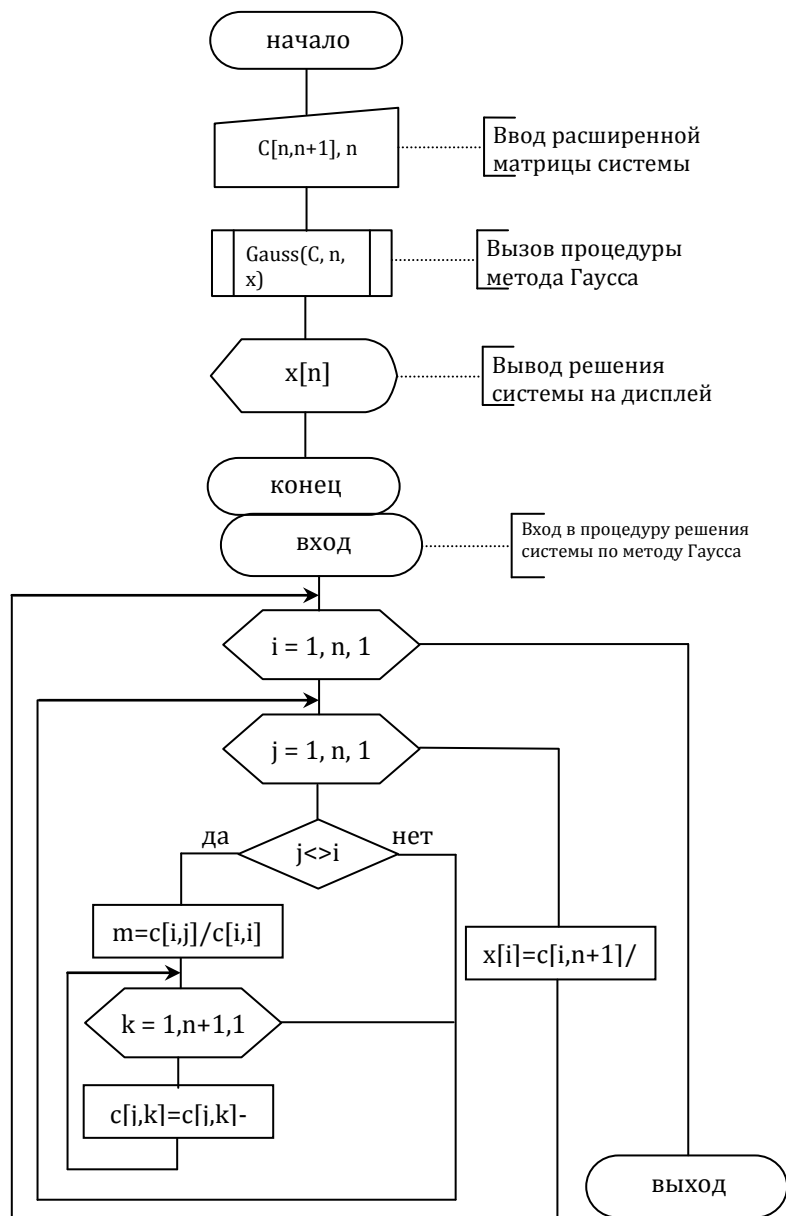 начало
C[n,n+1], n
Ввод расширенной
матрицы системы
Gauss(C, n,
x)
Вызов процедуры
метода Гаусса
x[n]
Вывод решения
системы на дисплей
конец
вход
Вход в процедуру решения
системы по методу Гаусса
i = 1, n, 1
j = 1, n, 1
да
нет
j<>i
m=c[i,j]/c[i,i]
x[i]=c[i,n+1]/
k = 1,n+1,1
c[j,k]=c[j,k]-
выход